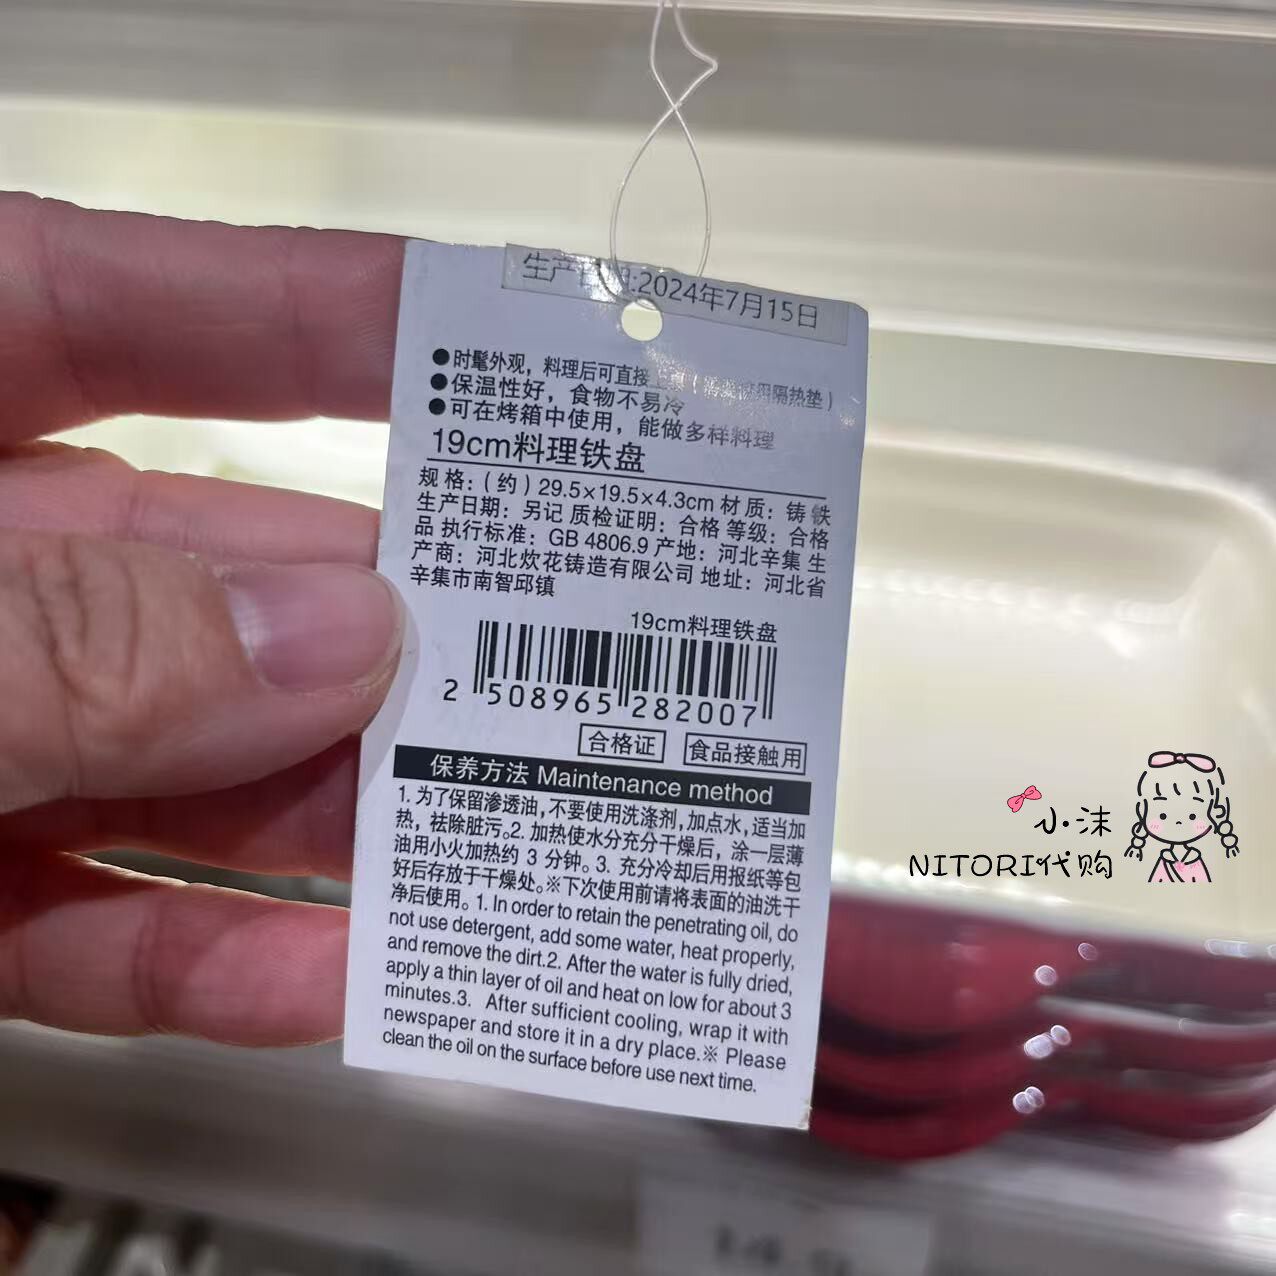 生产日期:2024年7月15日
●时髦外观，料理后可直接上桌（需要使用隔热垫）
●保温性好，食物不易冷
●可在烤箱中使用，能做多样料理
19cm料理铁盘
规格：（约）29.5×19.5×4.3cm 材质：铸铁
生产日期：另记 质检证明：合格 等级：合格
品 执行标准：GB 4806.9 产地：河北辛集 生
产商：河北炊花铸造有限公司 地址：河北省
辛集市南智邱镇
19cm料理铁盘
2 508965 282007
合格证 食品接触用
保养方法 Maintenance method
1. 为了保留渗透油,不要使用洗涤剂,加点水,适当加
热，祛除脏污。2. 加热使水分充分干燥后，涂一层薄
油用小火加热约 3 分钟。3. 充分冷却后用报纸等包
好后存放于干燥处。※下次使用前请将表面的油洗干
净后使用。1. In order to retain the penetrating oil, do
not use detergent, add some water, heat properly,
and remove the dirt.2. After the water is fully dried,
apply a thin layer of oil and heat on low for about 3
minutes.3. After sufficient cooling, wrap it with
newspaper and store it in a dry place.※ Please
clean the oil on the surface before use next time.
小沫
NITORI代购